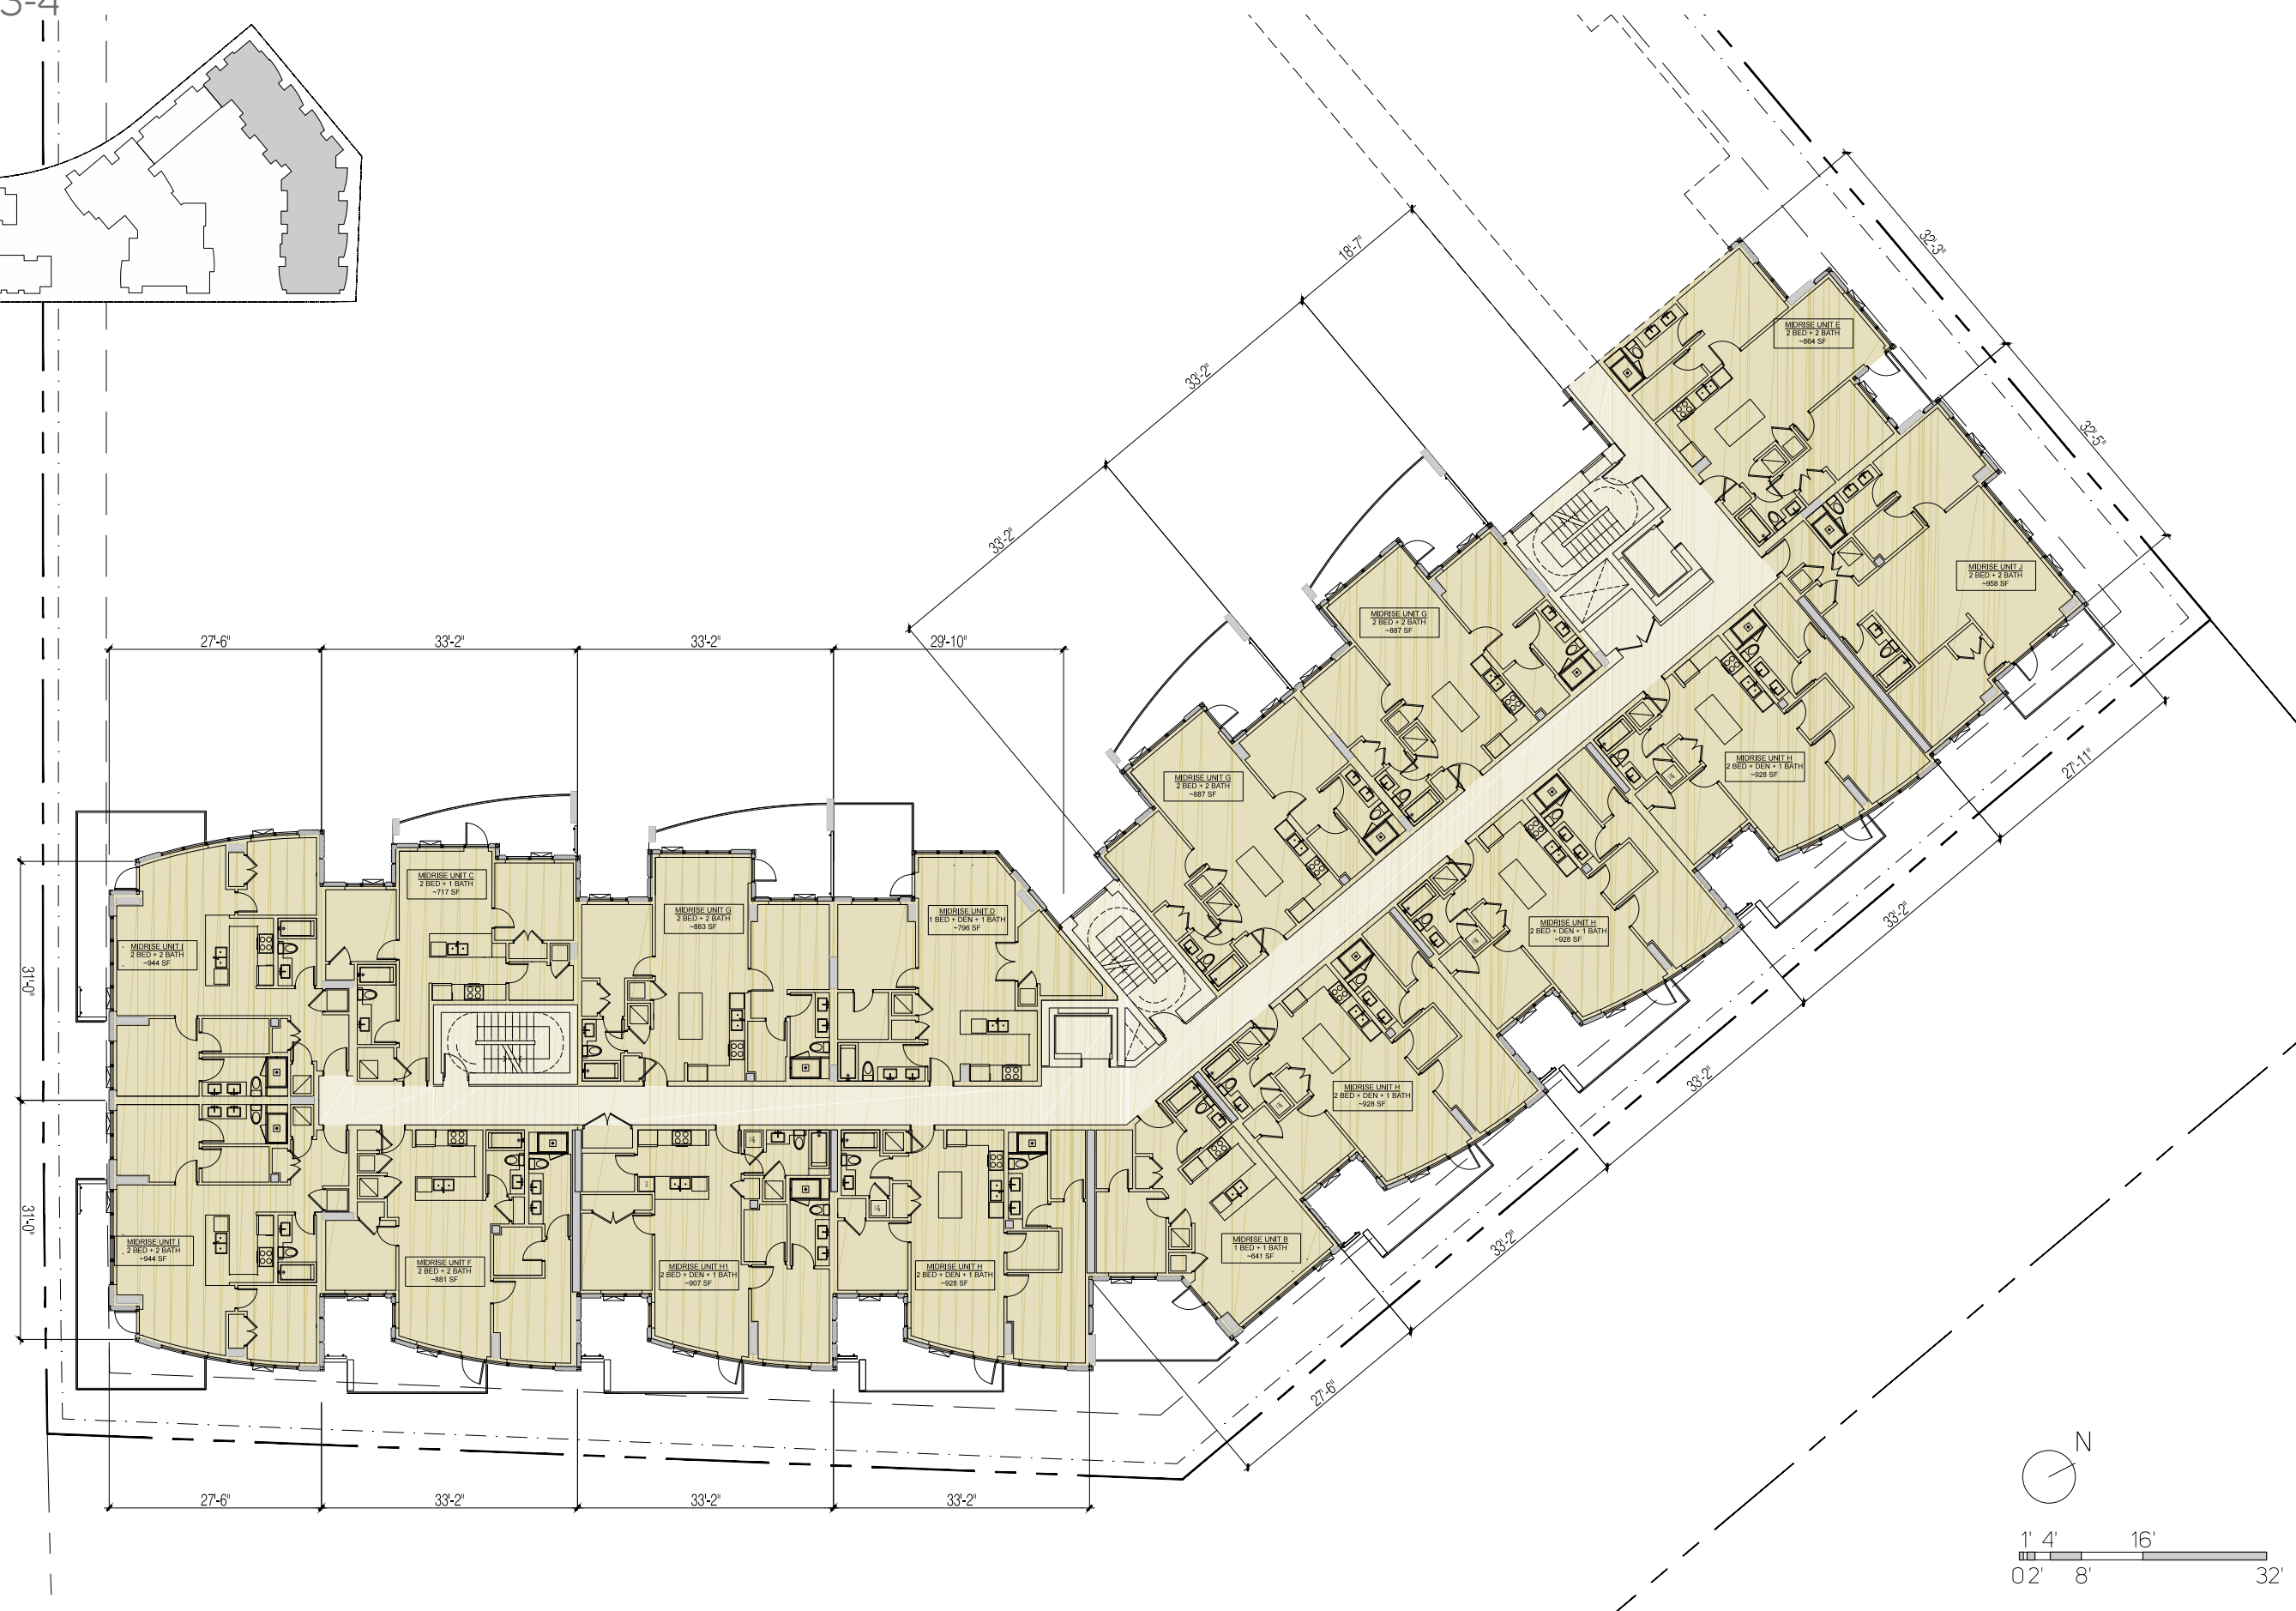 3-4
32'-3"
18'-7"
MIDRISE UNIT E
2 BED + 2 BATH
~864 SF
33'-2"
32'-5"
33'-2"
MIDRISE UNIT J
2 BED + 2 BATH
~958 SF
MIDRISE UNIT G
2 BED + 2 BATH
~887 SF
27'-6"
33'-2"
33'-2"
29'-10"
MIDRISE UNIT H
2 BED + DEN + 1 BATH
~928 SF
27'-11"
MIDRISE UNIT G
2 BED + 2 BATH
~887 SF
MIDRISE UNIT C
2 BED + 1 BATH
~717 SF
MIDRISE UNIT G
2 BED + 2 BATH
~883 SF
MIDRISE UNIT D
1 BED + DEN + 1 BATH
~796 SF
33'-2"
MIDRISE UNIT H
2 BED + DEN + 1 BATH
~928 SF
MIDRISE UNIT I
2 BED + 2 BATH
~944 SF
31'-0"
33'-2"
MIDRISE UNIT H
2 BED + DEN + 1 BATH
~928 SF
31'-0"
33'-2"
MIDRISE UNIT I
2 BED + 2 BATH
~944 SF
MIDRISE UNIT F
2 BED + 2 BATH
~881 SF
MIDRISE UNIT H1
2 BED + DEN + 1 BATH
~907 SF
MIDRISE UNIT H
2 BED + DEN + 1 BATH
~928 SF
MIDRISE UNIT B
1 BED + 1 BATH
~641 SF
27'-6"
27'-6"
33'-2"
33'-2"
33'-2"
N
1' 4' 16'
0 2' 8' 32'